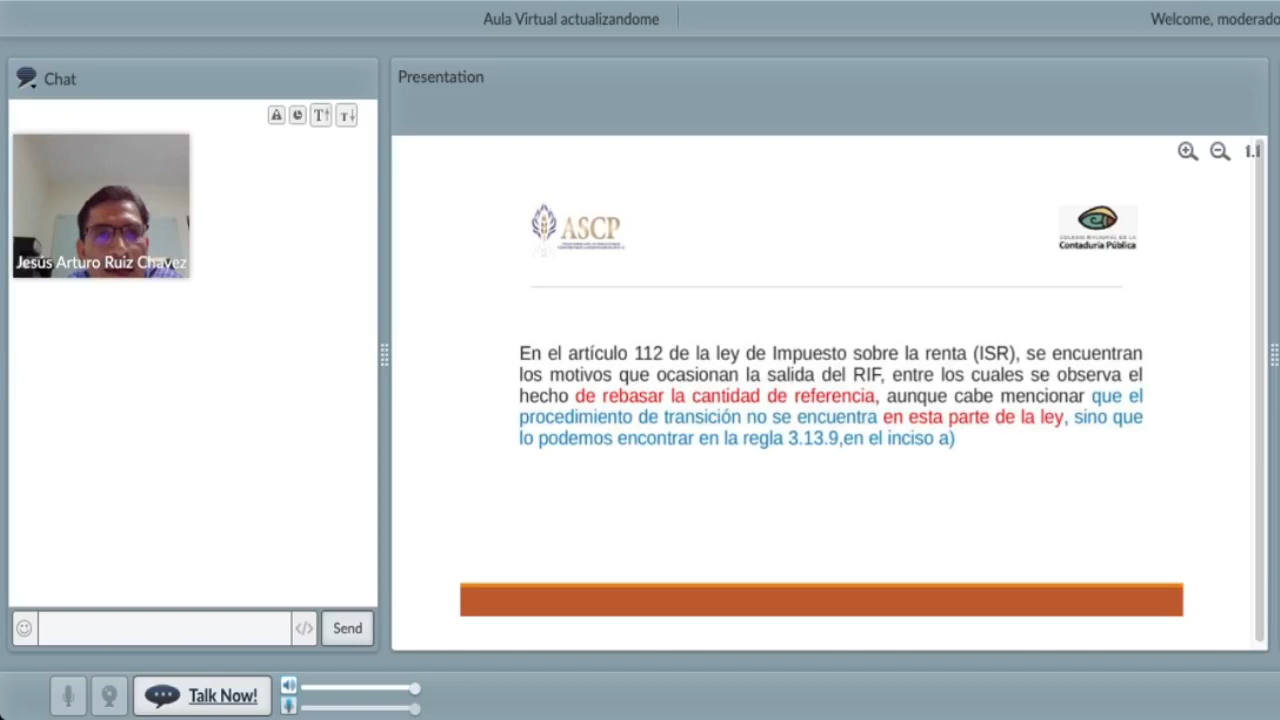 Aula Virtual actualizandome
Welcome, moderado
Chat
Presentation
Jesús Arturo Ruiz Chavez
1.1
ASCP
Contaduría Pública
En el artículo 112 de la ley de Impuesto sobre la renta (ISR), se encuentran
los motivos que ocasionan la salida del RIF, entre los cuales se observa el
hecho de rebasar la cantidad de referencia, aunque cabe mencionar que el
procedimiento de transición no se encuentra en esta parte de la ley, sino que
lo podemos encontrar en la regla 3.13.9,en el inciso a)
Send
Talk Now!